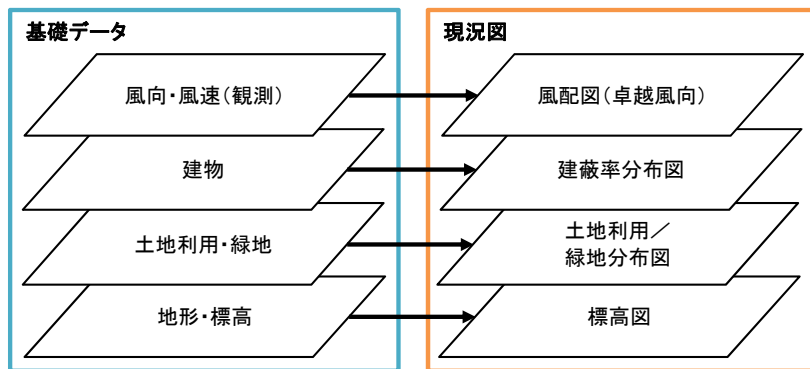 基礎データ
風向・風速(観測)
建物
土地利用・緑地
地形・標高
現況図
風配図(卓越風向)
建蔽率分布図
土地利用／
緑地分布図
標高図